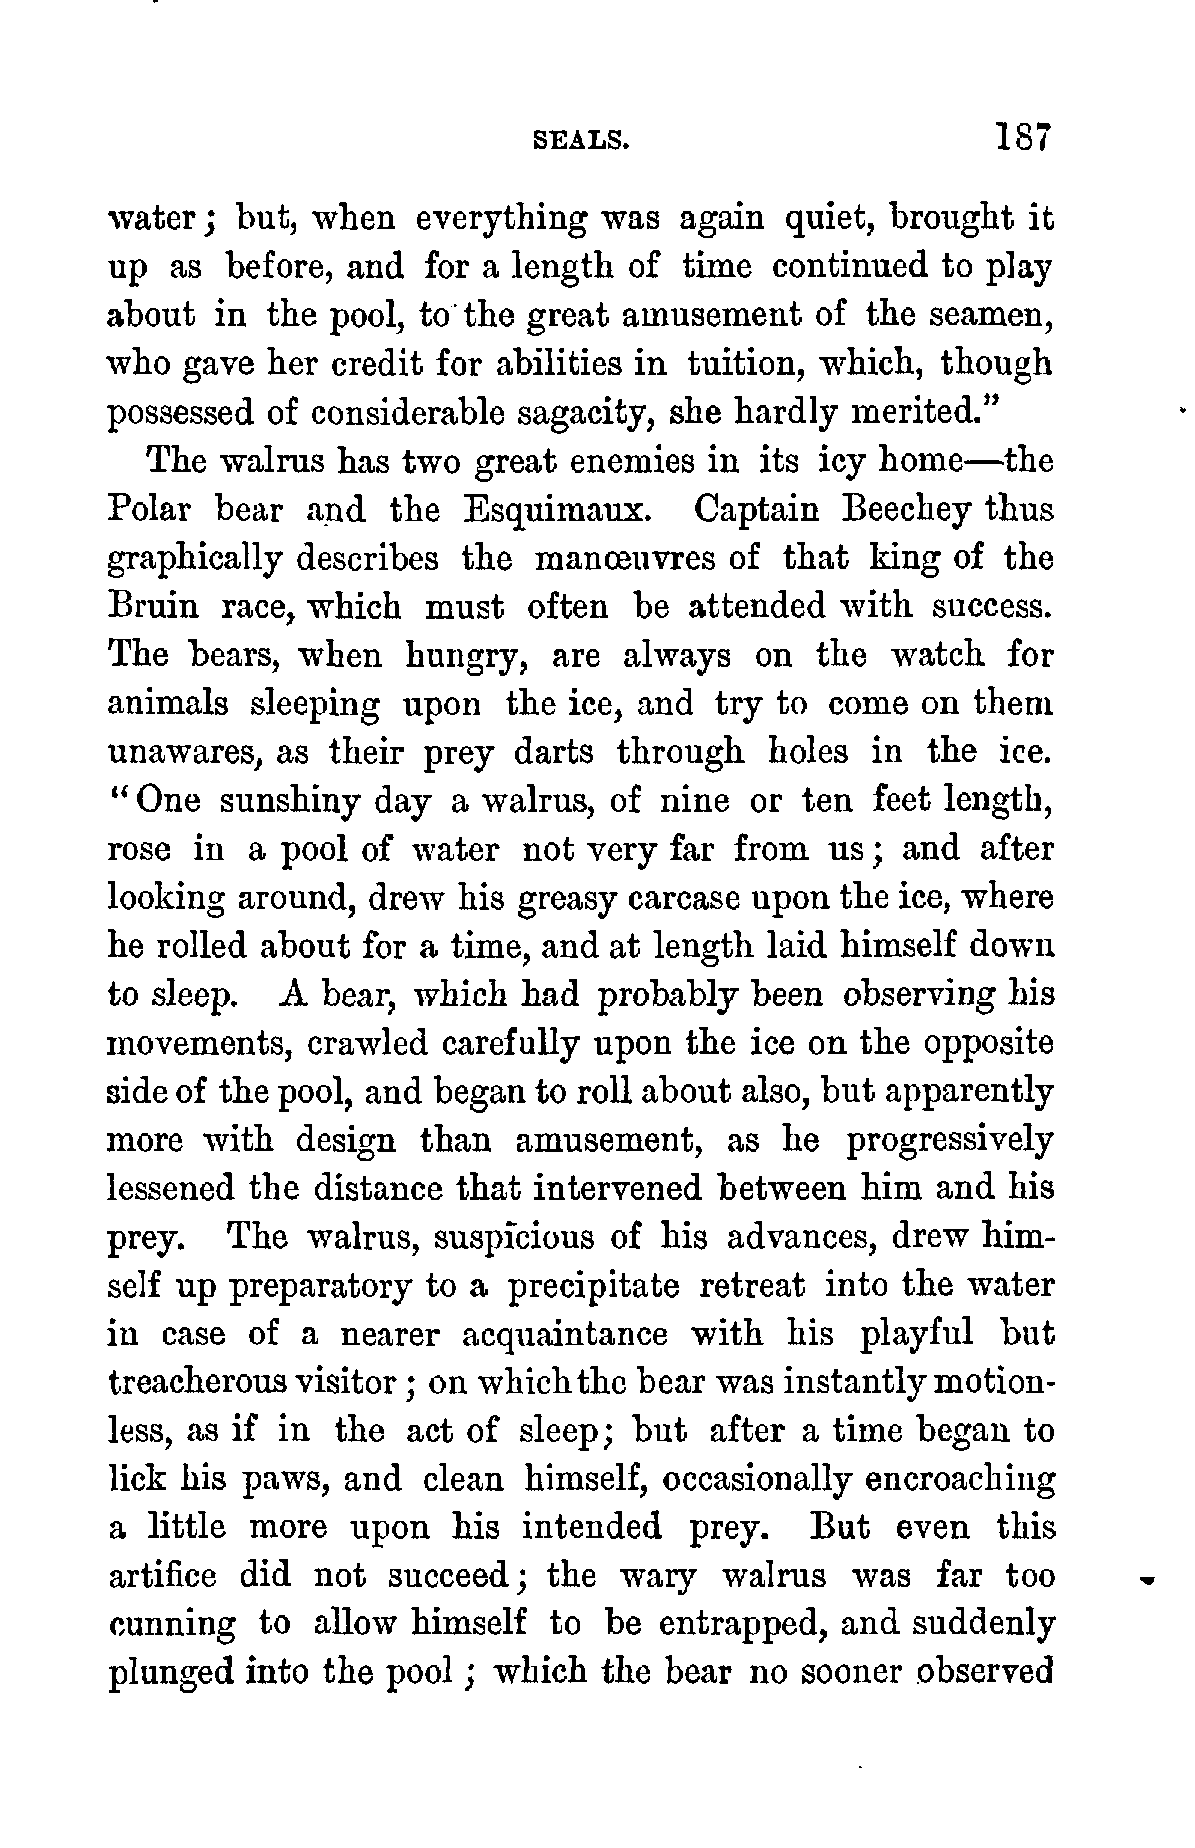 SEALS. 187
water; but, when everything was again quiet, brought it
up as before, and for a length of time continued to play
about in the pool, to the great amusement of the seamen,
who gave her credit for abilities in tuition, which, though
possessed of considerable sagacity, she hardly merited."
The walrus has two great enemies in its icy home—the
Polar bear and the Esquimaux. Captain Beechey thus
graphically describes the manœuvres of that king of the
Bruin race, which must often be attended with success.
The bears, when hungry, are always on the watch for
animals sleeping upon the ice, and try to come on them
unawares, as their prey darts through holes in the ice.
"One sunshiny day a walrus, of nine or ten feet length,
rose in a pool of water not very far from us; and after
looking around, drew his greasy carcase upon the ice, where
he rolled about for a time, and at length laid himself down
to sleep. A bear, which had probably been observing his
movements, crawled carefully upon the ice on the opposite
side of the pool, and began to roll about also, but apparently
more with design than amusement, as he progressively
lessened the distance that intervened between him and his
prey. The walrus, suspicious of his advances, drew him-
self up preparatory to a precipitate retreat into the water
in case of a nearer acquaintance with his playful but
treacherous visitor; on which the bear was instantly motion-
less, as if in the act of sleep; but after a time began to
lick his paws, and clean himself, occasionally encroaching
a little more upon his intended prey. But even this
artifice did not succeed; the wary walrus was far too
cunning to allow himself to be entrapped, and suddenly
plunged into the pool; which the bear no sooner observed